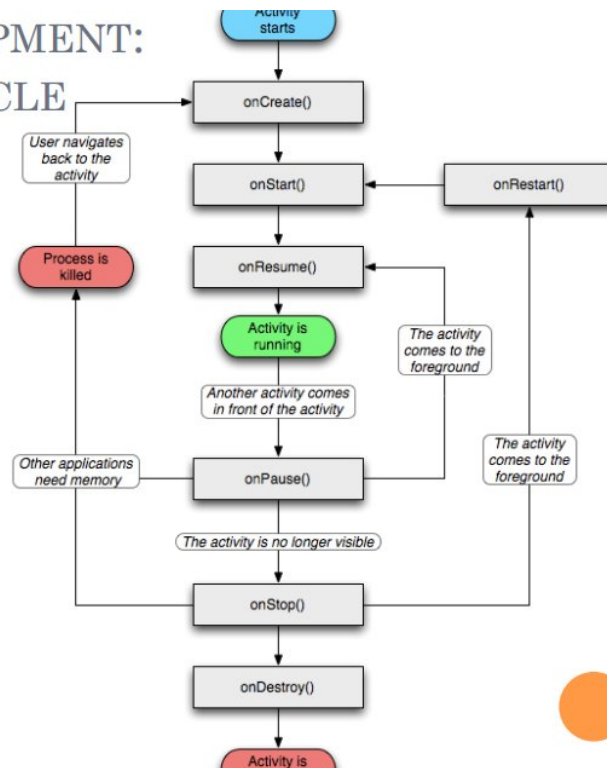 PMENT:
CLE
Activity
starts
onCreate()
User navigates
back to the
activity
onStart()
onRestart()
Process is
killed
onResume()
Activity is
running
The activity
comes to the
foreground
Another activity comes
in front of the activity
The activity
comes to the
foreground
Other applications
need memory
onPause()
The activity is no longer visible
onStop()
onDestroy()
Activity is